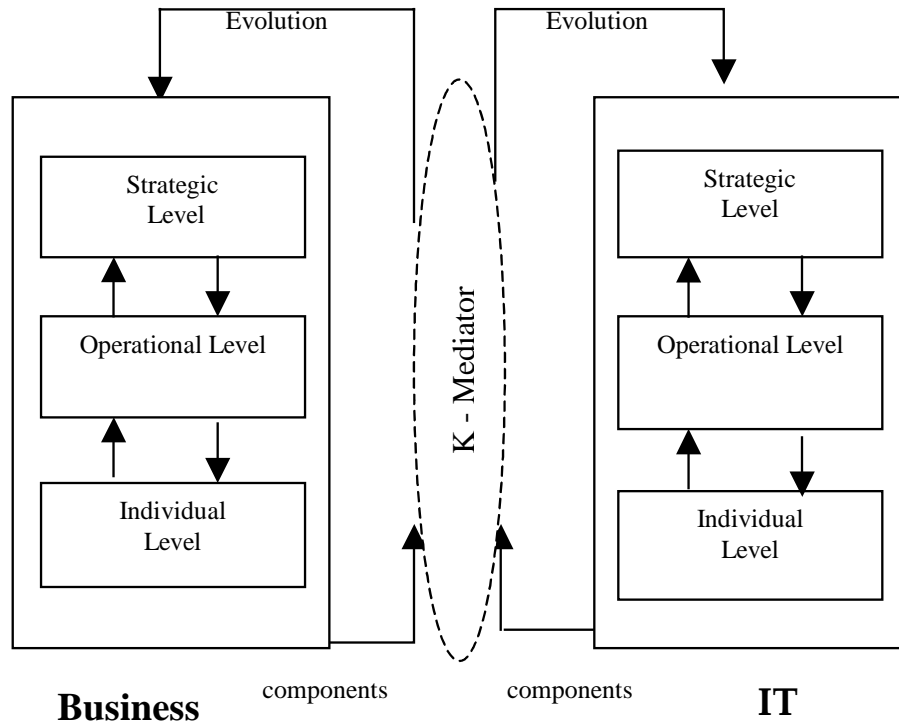 Evolution
Evolution
Strategic
Level
Operational Level
Individual
Level
K - Mediator
Strategic
Level
Operational Level
Individual
Level
Business
components
components
IT